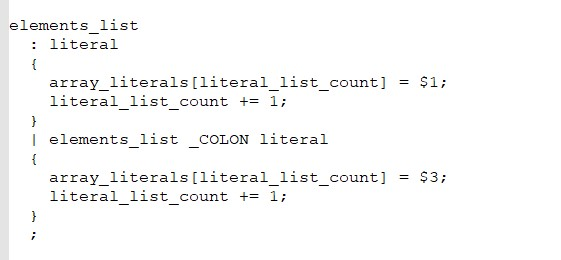 elements_list
  : literal
  {
    array_literals[literal_list_count] = $1;
    literal_list_count += 1;
  }
  | elements_list _COLON literal
  {
    array_literals[literal_list_count] = $3;
    literal_list_count += 1;
  }
  ;